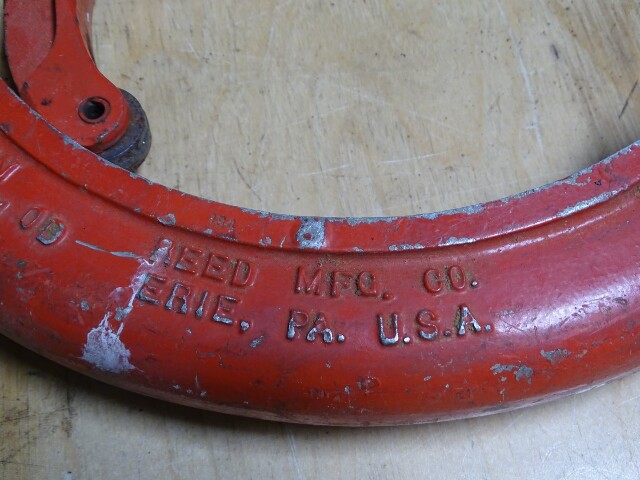 REED MFG. CO.
ERIE, PA. U.S.A.